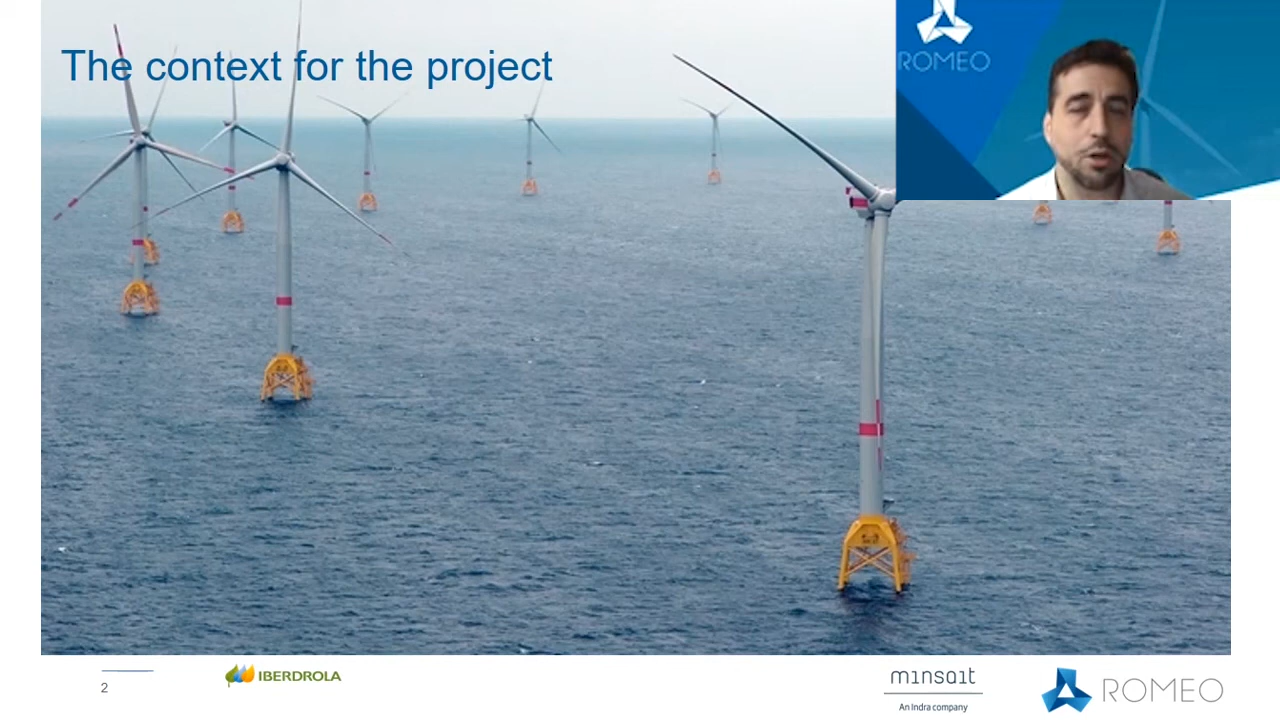 The context for the project
ROMEO
2
IBERDROLA
minsait
An Indra company
ROMEO